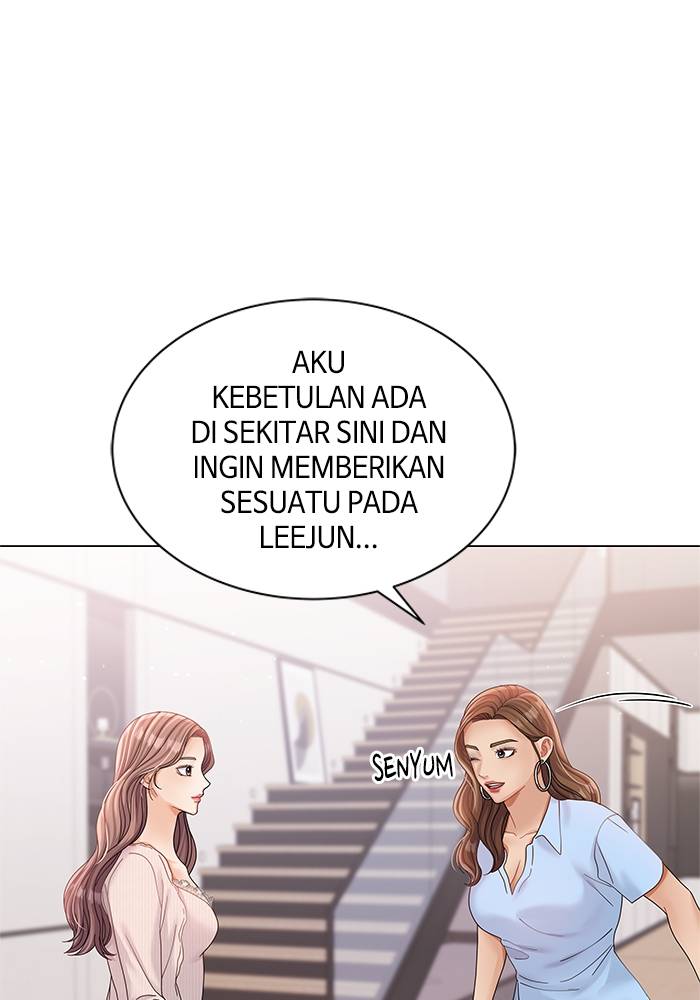 AKU
KEBETULAN ADA
DI SEKITAR SINI DAN
INGIN MEMBERIKAN
SESUATU PADA
LEEJUN...
SENYUM